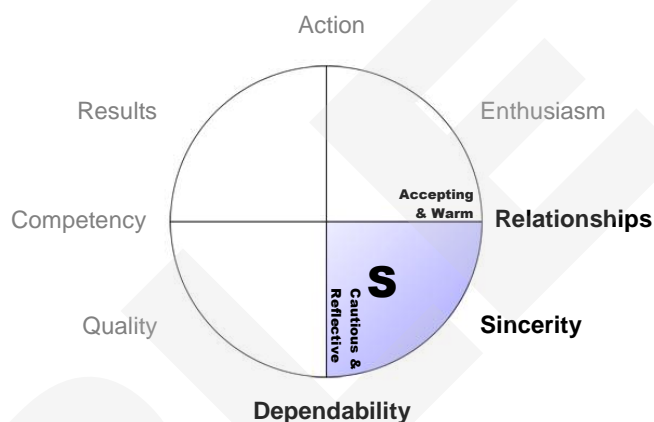 Action
Results
Enthusiasm
Accepting
& Warm
Competency
Relationships
S
Cautious &
Reflective
Quality
Sincerity
Dependability